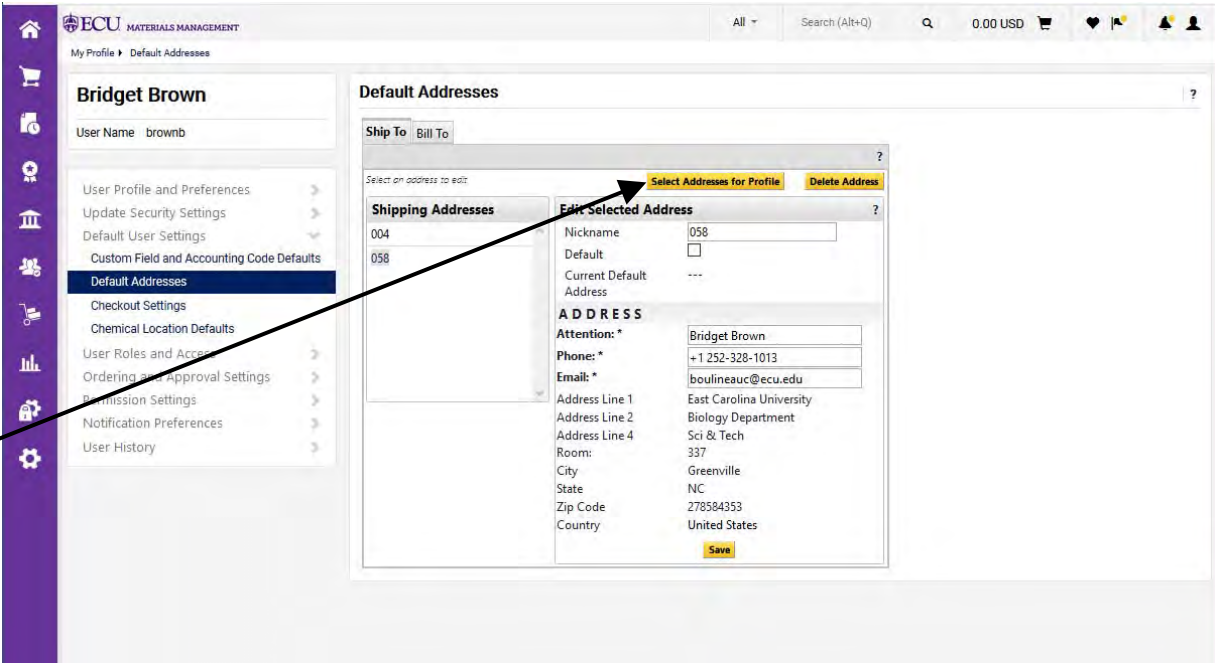 ECU MATERIALS MANAGEMENT
All
Search (Alt+Q)
0.00 USD
My Profile
Default Addresses
Bridget Brown
User Name brownb
User Profile and Preferences
Update Security Settings
Default User Settings
Custom Field and Accounting Code Defaults
Default Addresses
Checkout Settings
Chemical Location Defaults
User Roles and Access
Ordering and Approval Settings
Permission Settings
Notification Preferences
User History
Default Addresses
?
Ship To
Bill To
?
Select an address to edit
Select Addresses for Profile
Delete Address
Shipping Addresses
004
058
Edit Selected Address
?
Nickname 058
Default
Current Default ---
Address
ADDRESS
Attention: * Bridget Brown
Phone: * +1 252-328-1013
Email: * boulineauc@ecu.edu
Address Line 1 East Carolina University
Address Line 2 Biology Department
Address Line 4 Sci & Tech
Room: 337
City Greenville
State NC
Zip Code 278584353
Country United States
Save